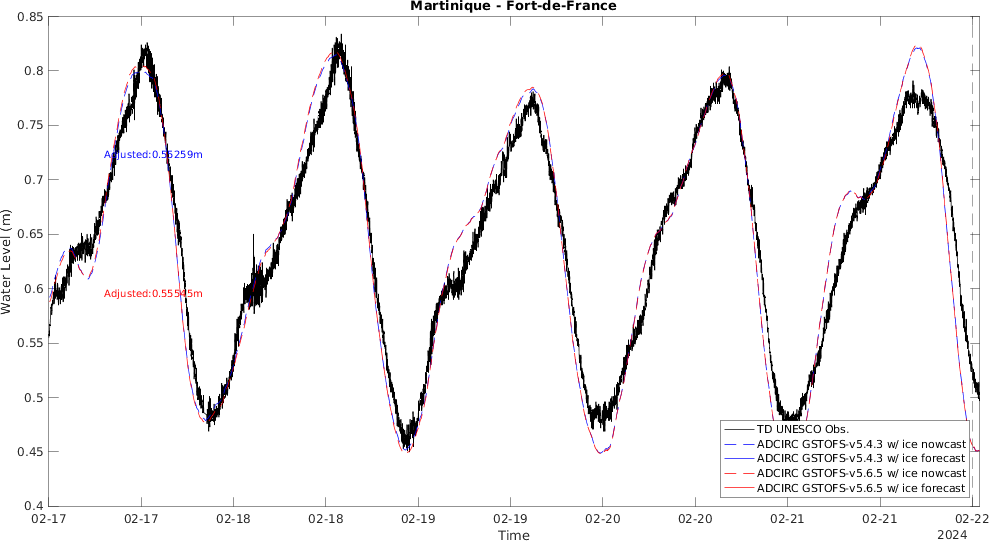 Martinique - Fort-de-France
0.85
0.8
0.75
0.7
0.65
0.6
0.55
0.5
0.45
0.4
Water Level (m)
Adjusted:0.55259m
Adjusted:0.55545m
TD UNESCO Obs.
ADCIRC GSTOFS-v5.4.3 w/ ice nowcast
ADCIRC GSTOFS-v5.4.3 w/ ice forecast
ADCIRC GSTOFS-v5.6.5 w/ ice nowcast
ADCIRC GSTOFS-v5.6.5 w/ ice forecast
02-17 02-17 02-18 02-18 02-19 02-19 02-20 02-20 02-21 02-21 02-22
Time
2024